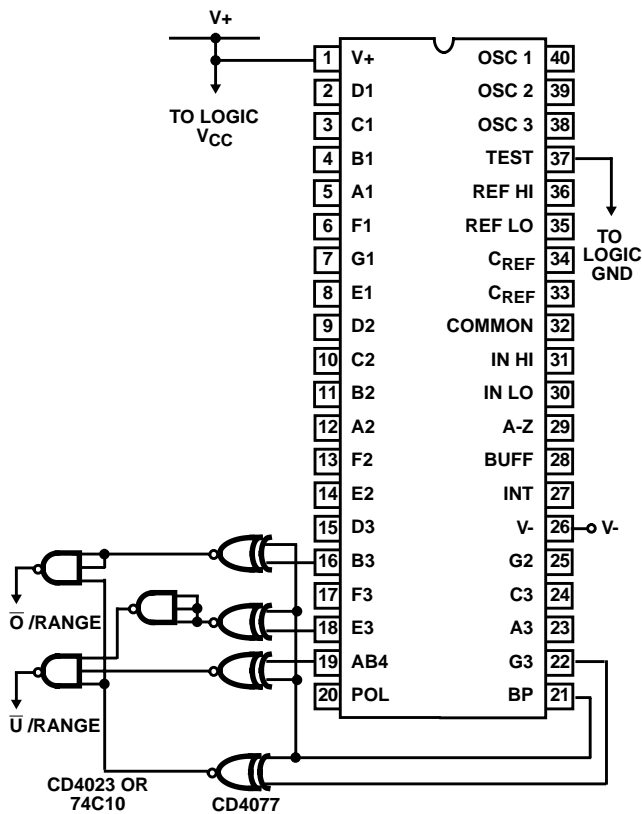 V+
TO LOGIC
VCC
1 V+ OSC 1 40
2 D1 OSC 2 39
3 C1 OSC 3 38
4 B1 TEST 37
5 A1 REF HI 36
6 F1 REF LO 35
7 G1 CREF 34
8 E1 CREF 33
9 D2 COMMON 32
10 C2 IN HI 31
11 B2 IN LO 30
12 A2 A-Z 29
13 F2 BUFF 28
14 E2 INT 27
15 D3 V- 26 V-
16 B3 G2 25
17 F3 C3 24
18 E3 A3 23
19 AB4 G3 22
20 POL BP 21
TO
LOGIC
GND
O̅ /RANGE
U̅ /RANGE
CD4023 OR
74C10
CD4077